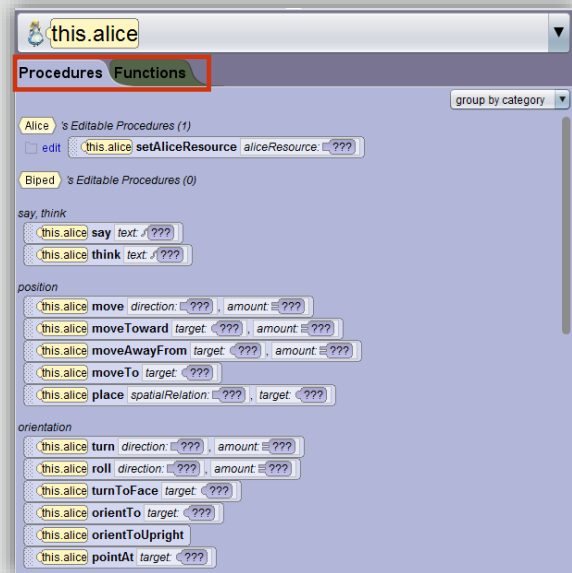 this.alice
Procedures Functions
group by category
Alice 's Editable Procedures (1)
edit this.alice setAliceResource aliceResource: ???
Biped 's Editable Procedures (0)
say, think
this.alice say text: ???
this.alice think text: ???
position
this.alice move direction: ??? , amount: ???
this.alice moveToward target: ??? , amount: ???
this.alice moveAwayFrom target: ??? , amount: ???
this.alice moveTo target: ???
this.alice place spatialRelation: ??? , target: ???
orientation
this.alice turn direction: ??? , amount: ???
this.alice roll direction: ??? , amount: ???
this.alice turnToFace target: ???
this.alice orientTo target: ???
this.alice orientToUpright
this.alice pointAt target: ???